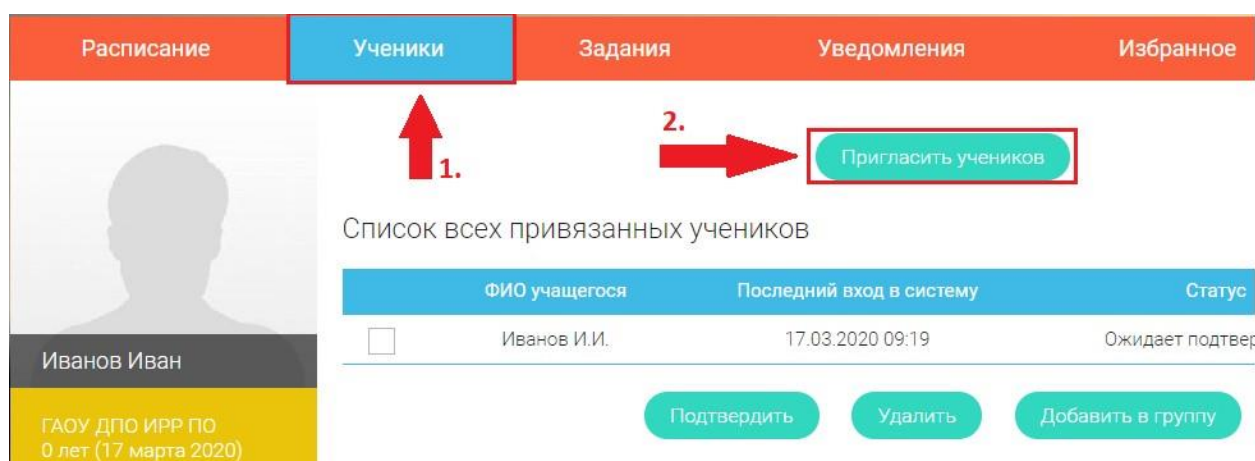 Расписание Ученики Задания Уведомления Избранное
1.
2.
Пригласить учеников
Список всех привязанных учеников
ФИО учащегося Последний вход в систему Статус
Иванов И.И. 17.03.2020 09:19 Ожидает подтвер
Иванов Иван
Подтвердить Удалить Добавить в группу
ГАОУ ДПО ИРР ПО
0 лет (17 марта 2020)